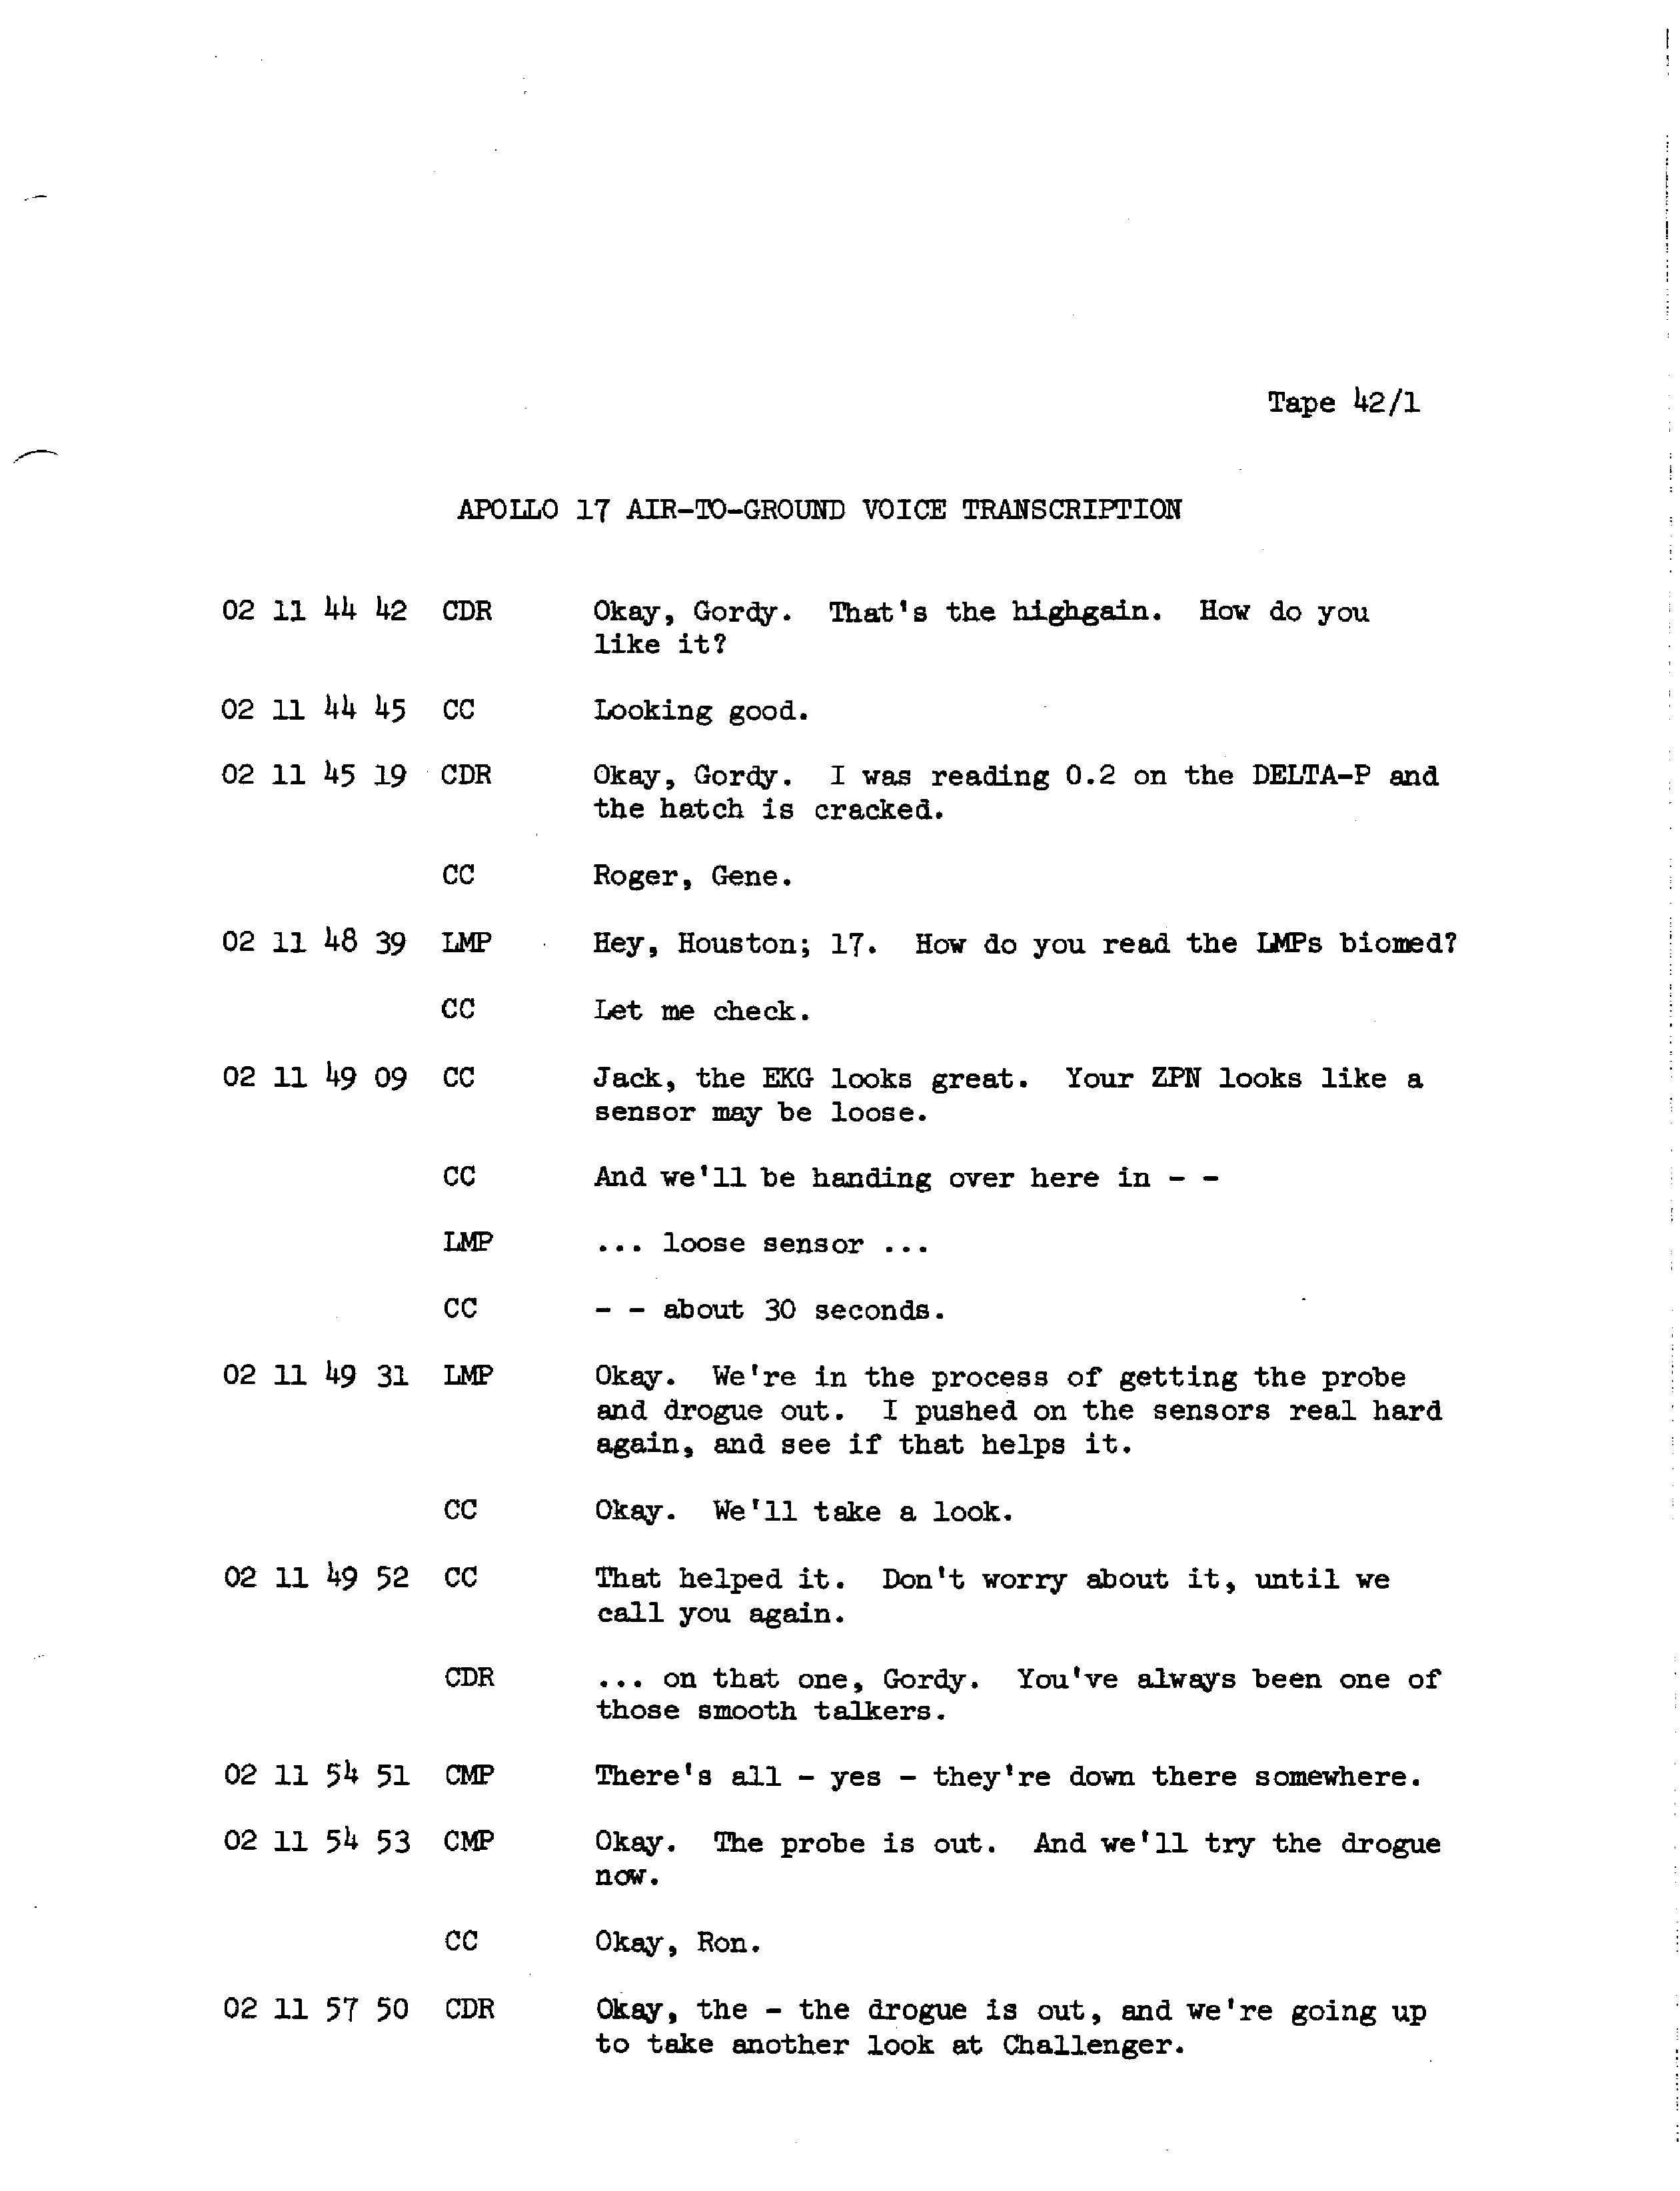 Tape 42/1
APOLLO 17 AIR-TO-GROUND VOICE TRANSCRIPTION
02 11 44 42 CDR Okay, Gordy. That's the highgain. How do you
like it?
02 11 44 45 CC Looking good.
02 11 45 19 CDR Okay, Gordy. I was reading 0.2 on the DELTA-P and
the hatch is cracked.
CC Roger, Gene.
02 11 48 39 LMP Hey, Houston; 17. How do you read the LMPs biomed?
CC Let me check.
02 11 49 09 CC Jack, the EKG looks great. Your ZPN looks like a
sensor may be loose.
CC And we'll be handing over here in - -
LMP ... loose sensor ...
CC - - about 30 seconds.
02 11 49 31 LMP Okay. We're in the process of getting the probe
and drogue out. I pushed on the sensors real hard
again, and see if that helps it.
CC Okay. We'll take a look.
02 11 49 52 CC That helped it. Don't worry about it, until we
call you again.
CDR ... on that one, Gordy. You've always been one of
those smooth talkers.
02 11 54 51 CMP There's all - yes - they're down there somewhere.
02 11 54 53 CMP Okay. The probe is out. And we'll try the drogue
now.
CC Okay, Ron.
02 11 57 50 CDR Okay, the - the drogue is out, and we're going up
to take another look at Challenger.